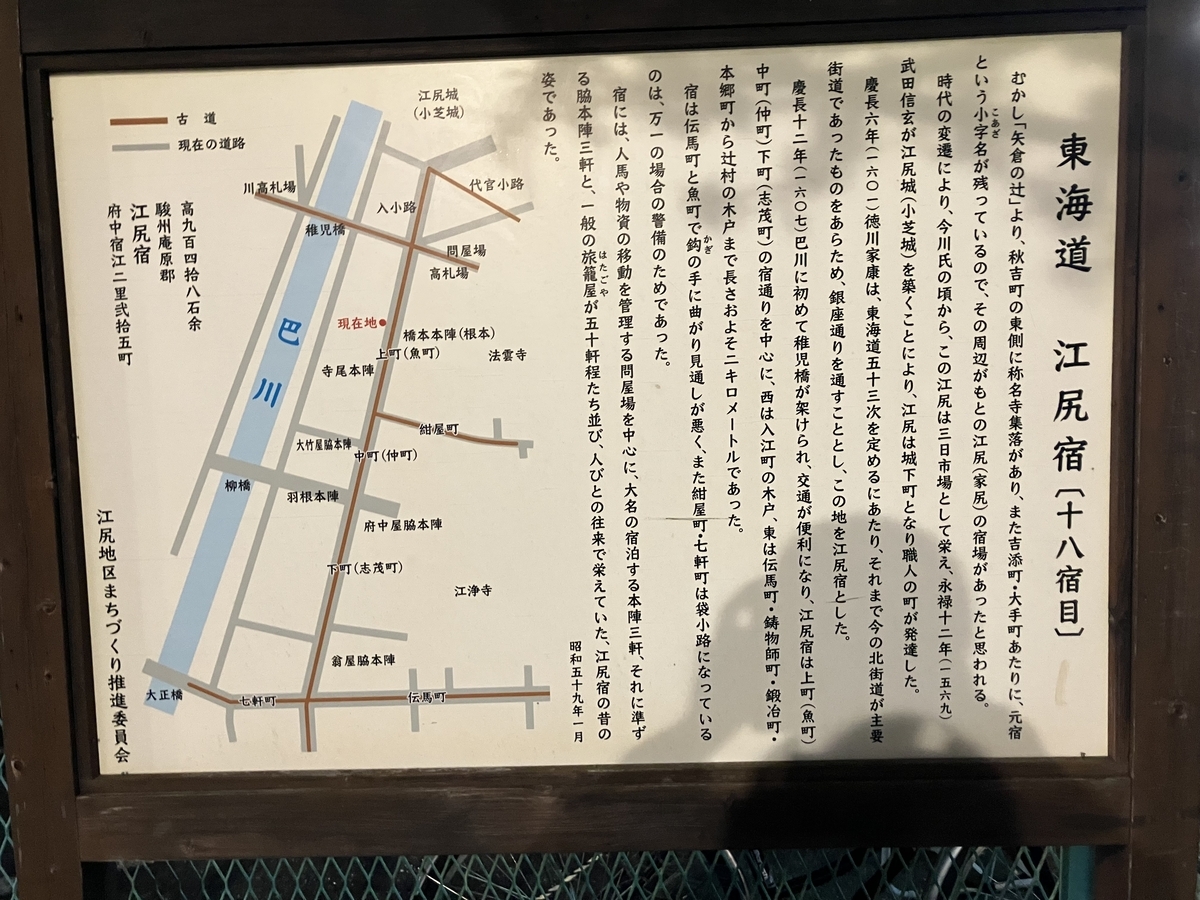 東海道 江尻宿〔十八宿目〕
むかし「矢倉の辻」より、秋吉町の東側に称名寺集落があり、また吉添町・大手町あたりに、元宿
という小字名が残っているので、その周辺がもとの江尻(家尻)の宿場があったと思われる。
こあざ
時代の変遷により、今川氏の頃から、この江尻は三日市場として栄え、永禄十二年(一五六九)
武田信玄が江尻城(小芝城)を築くことにより、江尻は城下町となり職人の町が発達した。
慶長六年(一六〇一)徳川家康は、東海道五十三次を定めるにあたり、それまで今の北街道が主要
街道であったものをあらため、銀座通りを通すこととし、この地を江尻宿とした。
慶長十二年(一六〇七)巴川に初めて稚児橋が架けられ、交通が便利になり、江尻宿は上町(魚町)
中町(仲町)下町(志茂町)の宿通りを中心に、西は入江町の木戸、東は伝馬町・鋳物師町・鍛冶町・
本郷町から辻村の木戸まで長さおよそ二キロメートルであった。
宿は伝馬町と魚町で鈎の手に曲がり見通しが悪く、また紺屋町・七軒町は袋小路になっている
かぎ
のは、万一の場合の警備のためであった。
宿には、人馬や物資の移動を管理する問屋場を中心に、大名の宿泊する本陣三軒、それに準ず
る脇本陣三軒と、一般の旅籠屋が五十軒程たち並び、人びとの往来で栄えていた、江尻宿の昔の
はたごや
姿であった。
昭和五十九年一月
古 道
現在の道路
高九百四拾八石余
駿州庵原郡
江尻宿
府中宿江二里弐拾五町
江尻城
(小芝城)
川高札場
代官小路
入小路
稚児橋
問屋場
高札場
現在地
橋本本陣(根本)
上町(魚町)
法雲寺
寺尾本陣
巴川
紺屋町
大竹屋脇本陣
中町(仲町)
柳橋
羽根本陣
府中屋脇本陣
下町(志茂町)
江浄寺
翁屋脇本陣
大正橋
七軒町
伝馬町
江尻地区まちづくり推進委員会